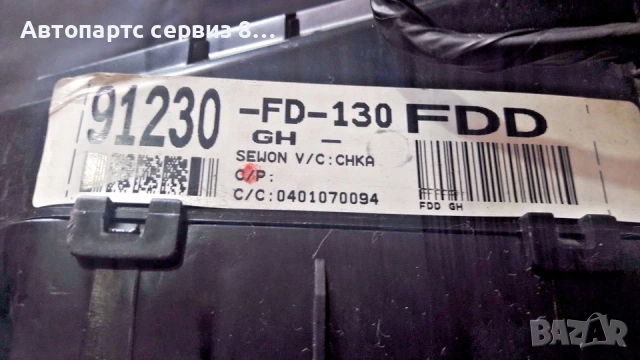 Автопартс сервиз 8...
91230 -FD-130 FDD
GH -
SEWON V/C:CHKA
C/P:
C/C:0401070094
FDD GH
BAZAR